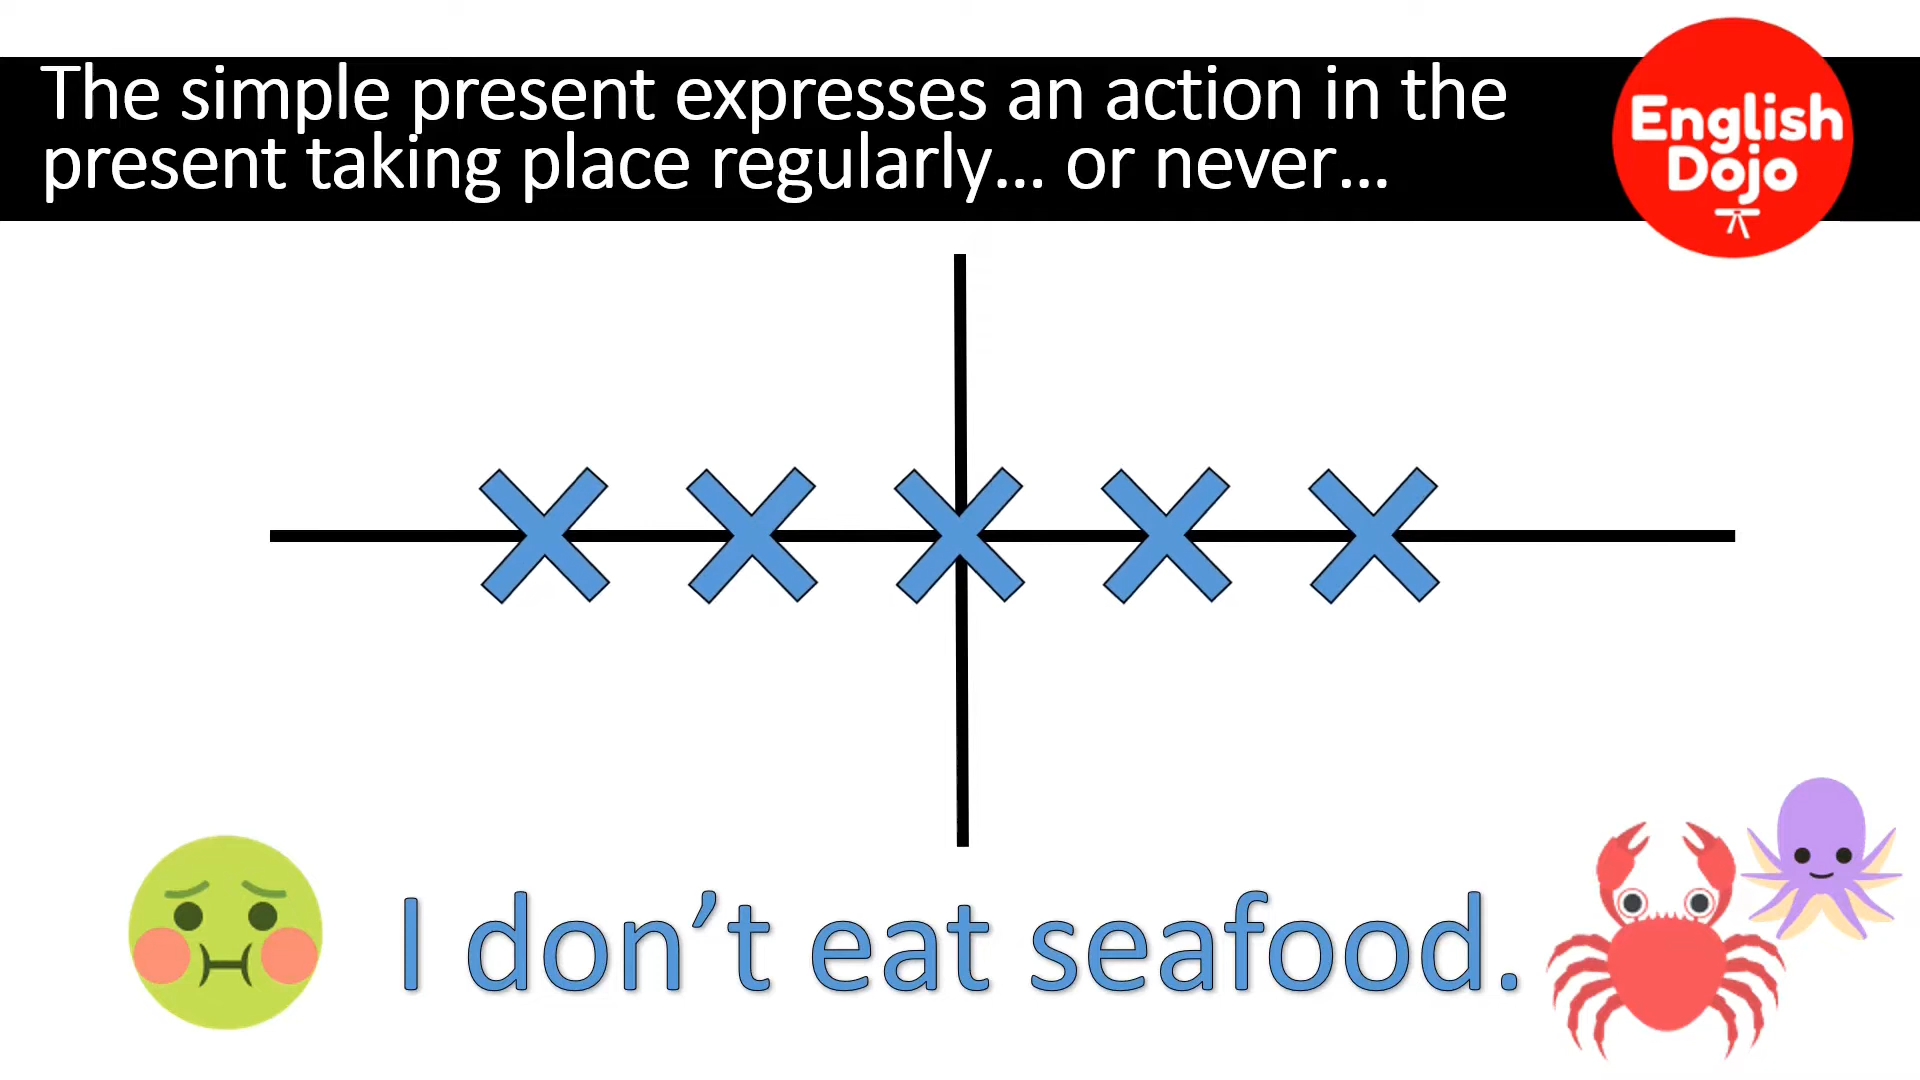 The simple present expresses an action in the
present taking place regularly... or never...
English
Dojo
I don’t eat seafood.